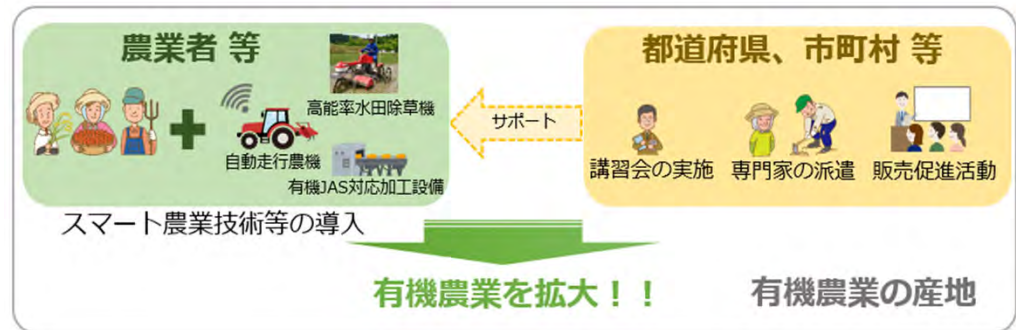 農業者 等
高能率水田除草機
自動走行農機
有機JAS対応加工設備
スマート農業技術等の導入
サポート
都道府県、市町村 等
講習会の実施
専門家の派遣
販売促進活動
有機農業を拡大！！
有機農業の産地